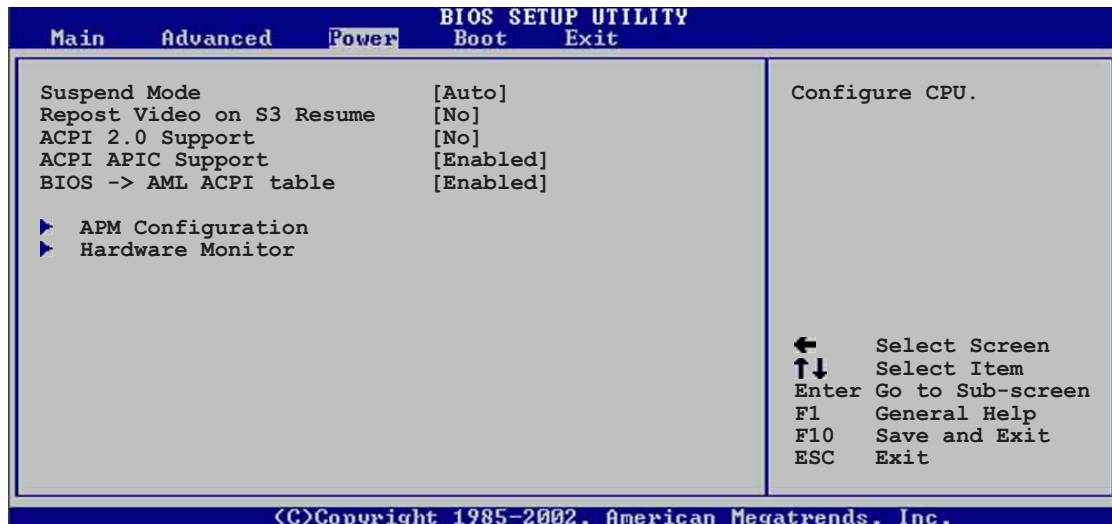 BIOS SETUP UTILITY
Main Advanced Power Boot Exit
Suspend Mode [Auto]
Repost Video on S3 Resume [No]
ACPI 2.0 Support [No]
ACPI APIC Support [Enabled]
BIOS -> AML ACPI table [Enabled]
APM Configuration
Hardware Monitor
Configure CPU.
← Select Screen
↑↓ Select Item
Enter Go to Sub-screen
F1 General Help
F10 Save and Exit
ESC Exit
(C)Copyright 1985-2002, American Megatrends, Inc.